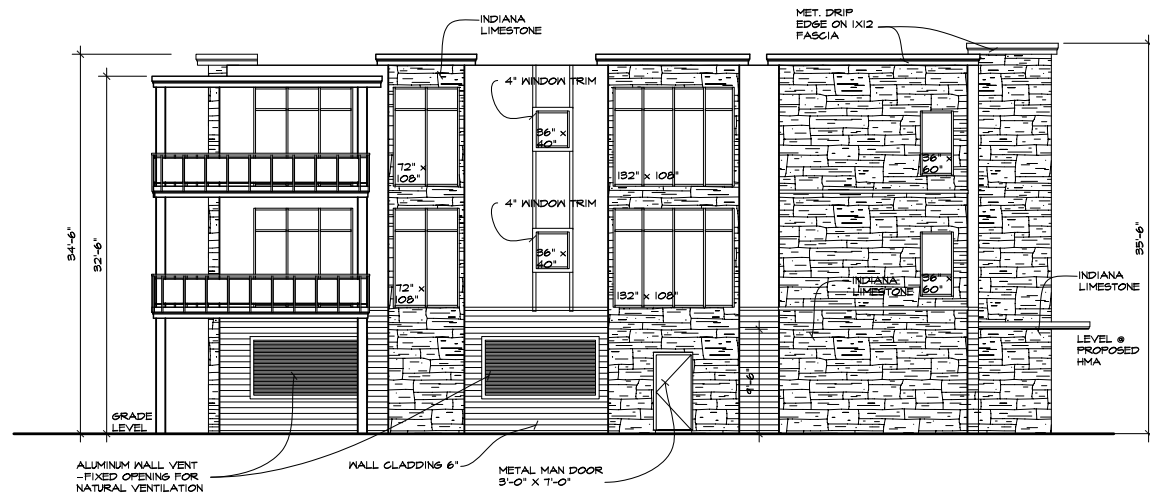 INDIANA
LIMESTONE
MET. DRIP
EDGE ON 1X12
FASCIA
4" WINDOW TRIM
36" x
40"
72" x
108"
132" x 108"
36" x
60"
4" WINDOW TRIM
36" x
40"
72" x
108"
132" x 108"
36" x
60"
INDIANA
LIMESTONE
INDIANA
LIMESTONE
34'-6"
32'-6"
35'-6"
LEVEL @
PROPOSED
HMA
9'-6"
GRADE
LEVEL
ALUMINUM WALL VENT
-FIXED OPENING FOR
NATURAL VENTILATION
WALL CLADDING 6"
METAL MAN DOOR
3'-0" X 7'-0"